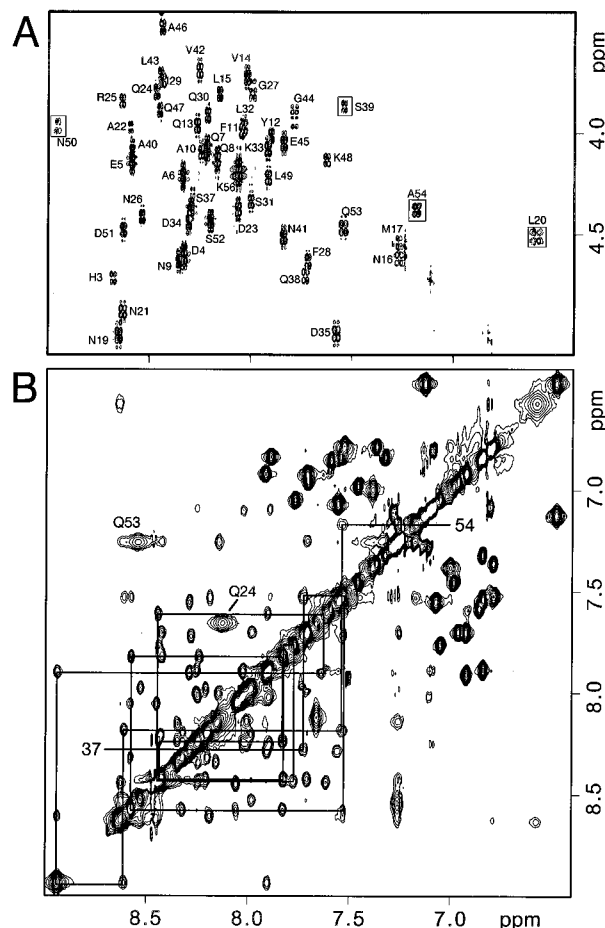 A
A46
ppm
L43
V42
V14
I29
L15
G27
Q24
Q30
G44
S39
R25
Q47
L32
Y12
4.0
Q13
F11
A22
Q7
K33
E45
N50
A40
A10
Q8
K48
E5
A6
K56
L49
A54
S37
S31
N26
D34
D23
N41
Q53
M17
L20
D51
S52
4.5
N9
D4
F28
N16
H3
Q38
N21
N19
D35
B
ppm
7.0
Q53
54
7.5
Q24
8.0
37
8.5
8.5 8.0 7.5 7.0 ppm